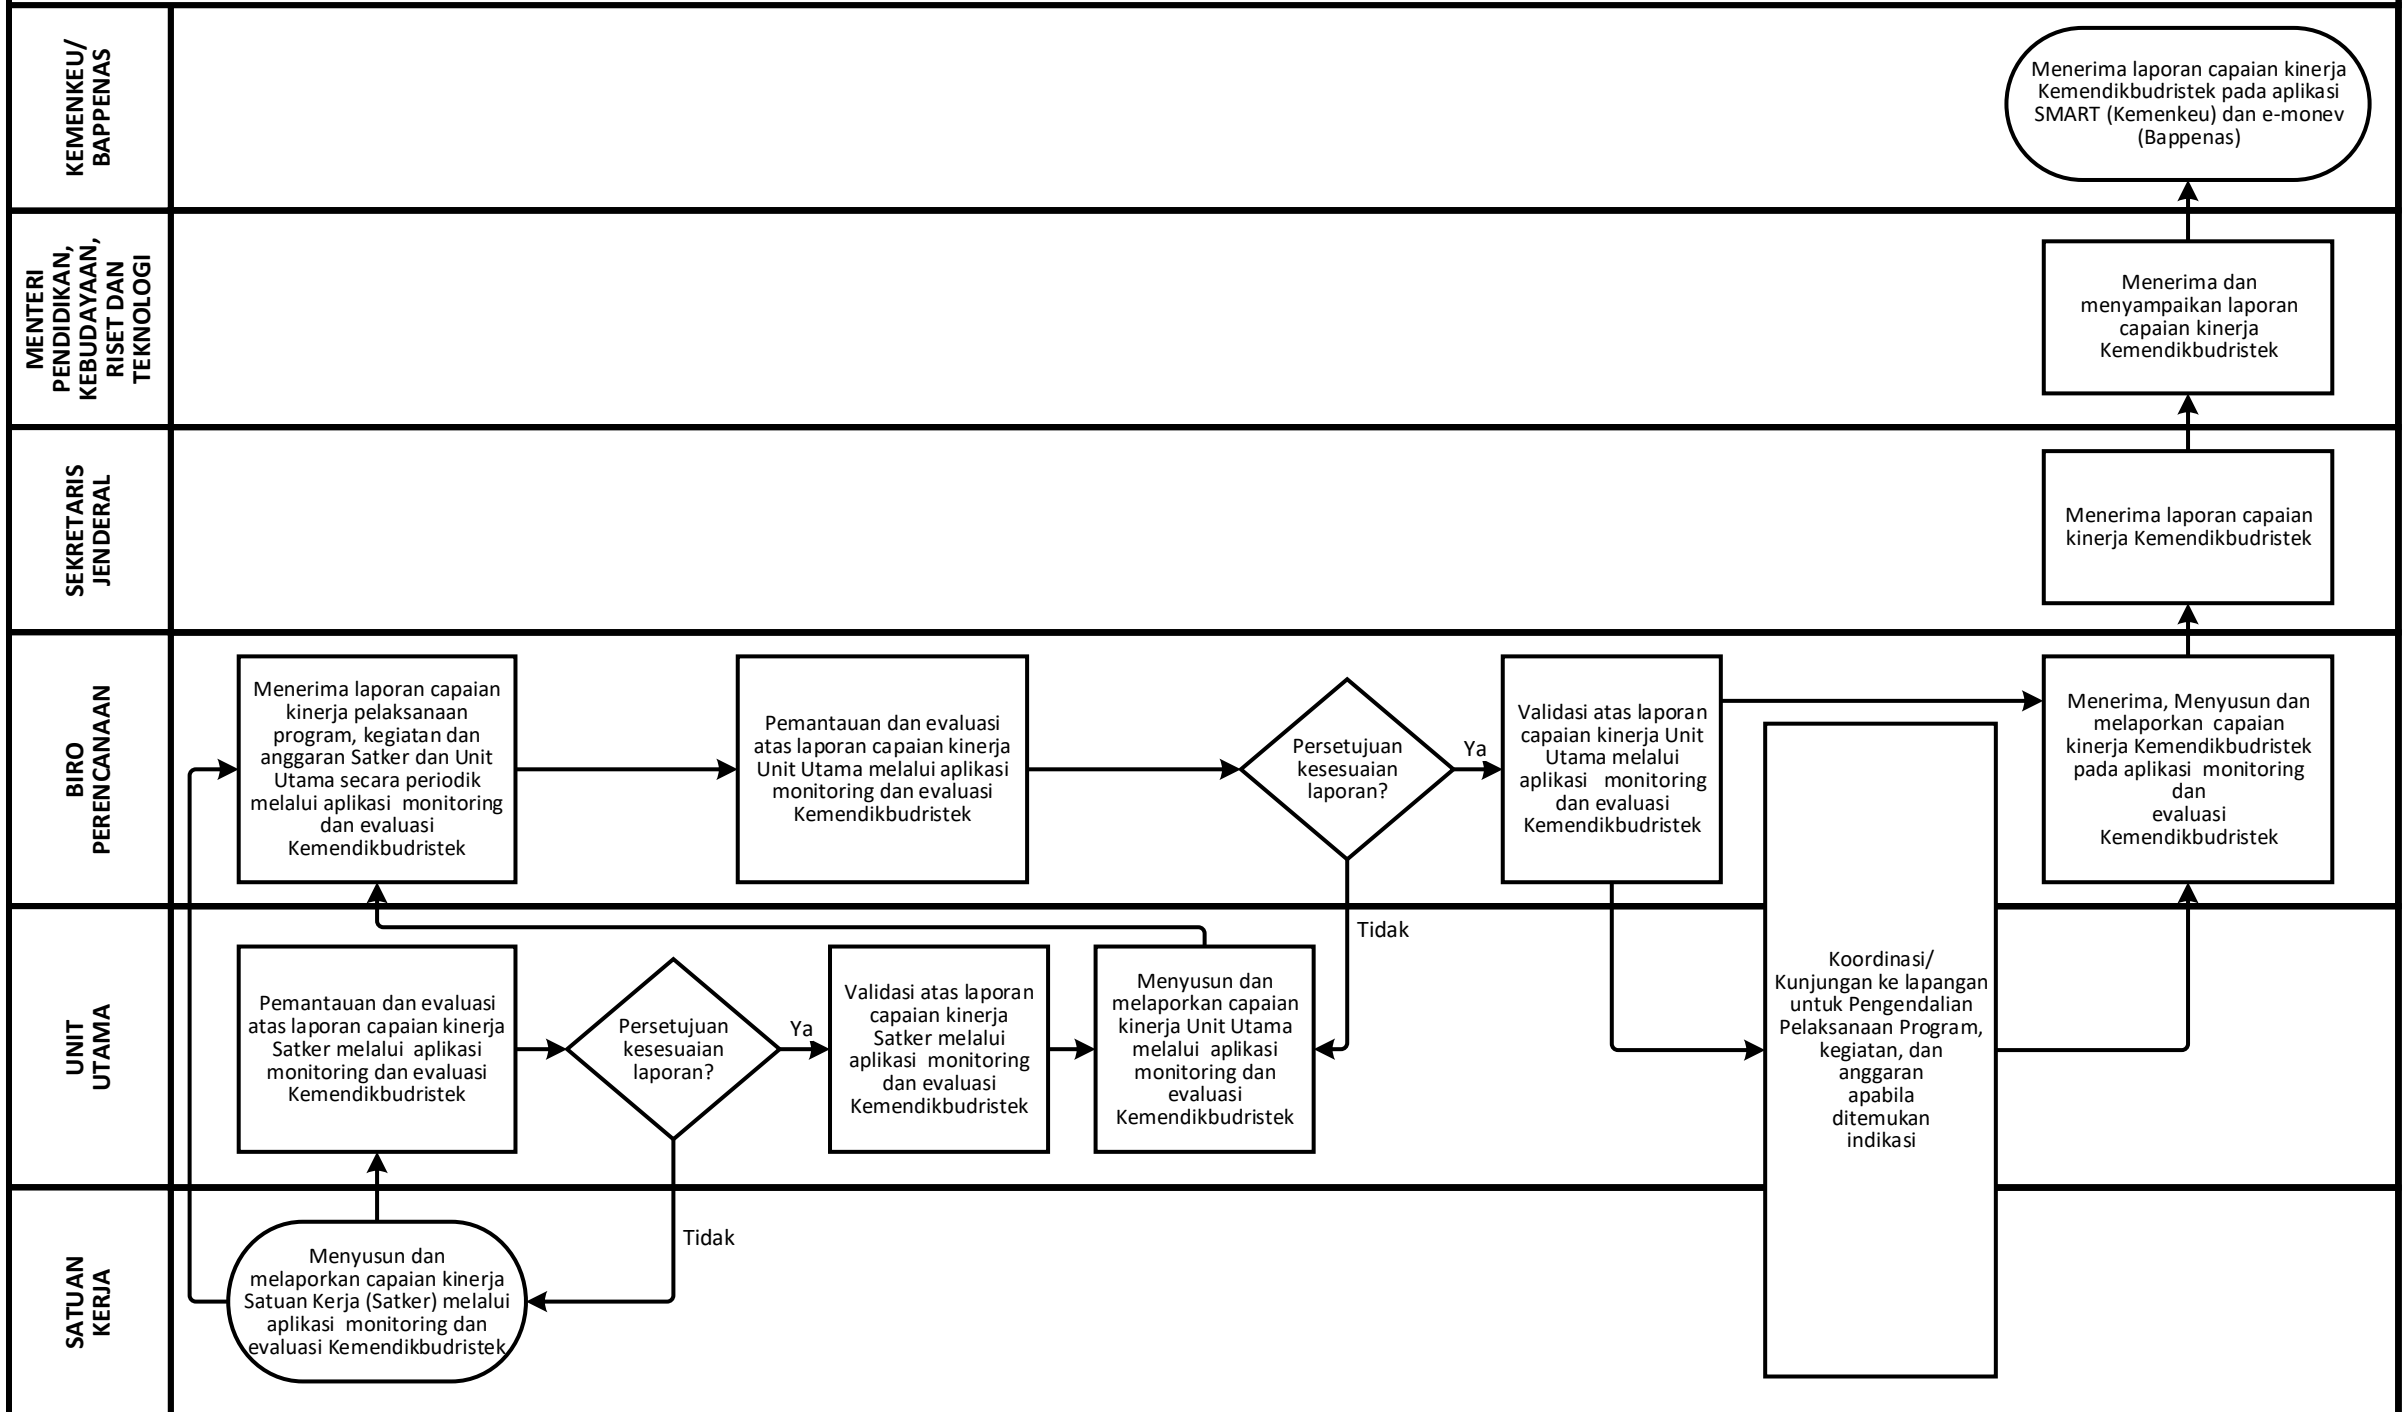 KEMENKEU/
BAPPENAS
Menerima laporan capaian kinerja
Kemendikbudristek pada aplikasi
SMART (Kemenkeu) dan e-monev
(Bappenas)
MENTERI
PENDIDIKAN,
KEBUDAYAAN,
RISET DAN
TEKNOLOGI
Menerima dan
menyampaikan laporan
capaian kinerja
Kemendikbudristek
SEKRETARIS
JENDERAL
Menerima laporan capaian
kinerja Kemendikbudristek
BIRO
PERENCANAAN
Menerima laporan capaian
kinerja pelaksanaan
program, kegiatan dan
anggaran Satker dan Unit
Utama secara periodik
melalui aplikasi monitoring
dan evaluasi
Kemendikbudristek
Pemantauan dan evaluasi
atas laporan capaian kinerja
Unit Utama melalui aplikasi
monitoring dan evaluasi
Kemendikbudristek
Persetujuan
kesesuaian
laporan?
Ya
Validasi atas laporan
capaian kinerja Unit
Utama melalui
aplikasi monitoring
dan evaluasi
Kemendikbudristek
Menerima, Menyusun dan
melaporkan capaian
kinerja Kemendikbudristek
pada aplikasi monitoring
dan
evaluasi
Kemendikbudristek
Tidak
UNIT
UTAMA
Pemantauan dan evaluasi
atas laporan capaian kinerja
Satker melalui aplikasi
monitoring dan evaluasi
Kemendikbudristek
Persetujuan
kesesuaian
laporan?
Ya
Validasi atas laporan
capaian kinerja
Satker melalui
aplikasi monitoring
dan evaluasi
Kemendikbudristek
Menyusun dan
melaporkan capaian
kinerja Unit Utama
melalui aplikasi
monitoring dan
evaluasi
Kemendikbudristek
Koordinasi/
Kunjungan ke lapangan
untuk Pengendalian
Pelaksanaan Program,
kegiatan, dan
anggaran
apabila
ditemukan
indikasi
Tidak
SATUAN
KERJA
Menyusun dan
melaporkan capaian kinerja
Satuan Kerja (Satker) melalui
aplikasi monitoring dan
evaluasi Kemendikbudristek